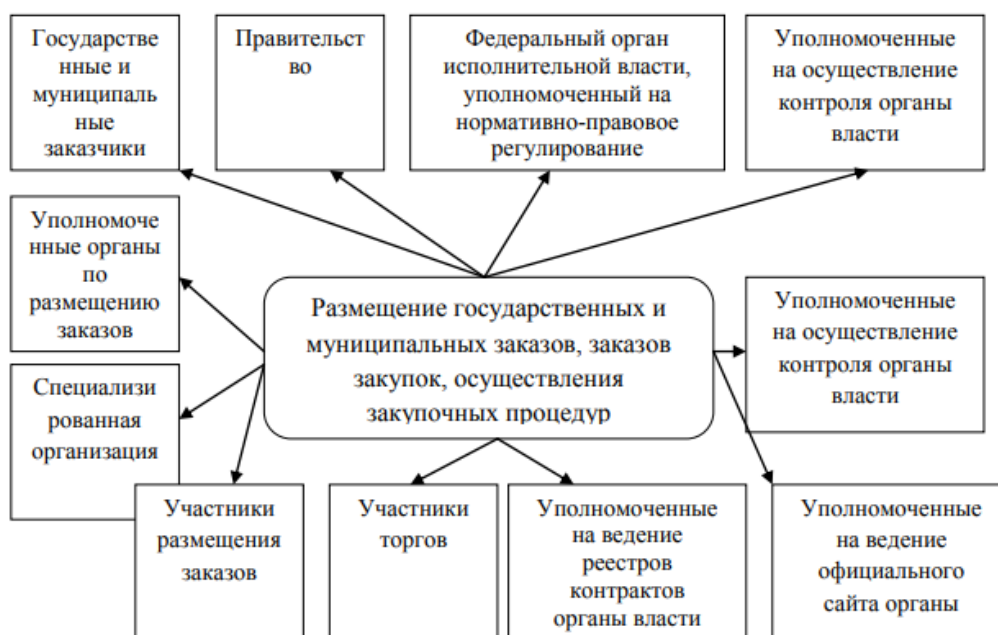 Государстве
нные и
муниципаль
ные
заказчики
Правительст
во
Федеральный орган
исполнительной власти,
уполномоченный на
нормативно-правовое
регулирование
Уполномоченные
на осуществление
контроля органы
власти
Уполномоче
нные органы
по
размещению
заказов
Размещение государственных и
муниципальных заказов, заказов
закупок, осуществления
закупочных процедур
Уполномоченные
на осуществление
контроля органы
власти
Специализи
рованная
организация
Участники
размещения
заказов
Участники
торгов
Уполномоченные
на ведение
реестров
контрактов
органы власти
Уполномоченные
на ведение
официального
сайта органы